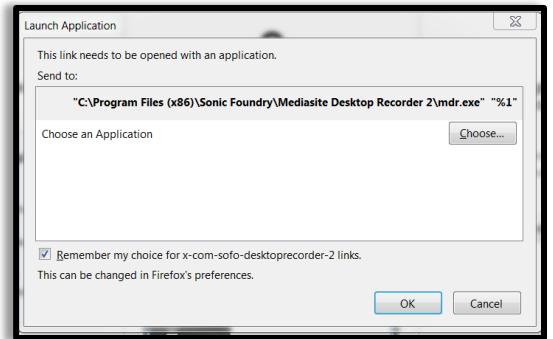 Launch Application
This link needs to be opened with an application.
Send to:
"C:\Program Files (x86)\Sonic Foundry\Mediasite Desktop Recorder 2\mdr.exe" "%1"
Choose an Application
Choose...
Remember my choice for x-com-sofo-desktoprecorder-2 links.
This can be changed in Firefox's preferences.
OK
Cancel